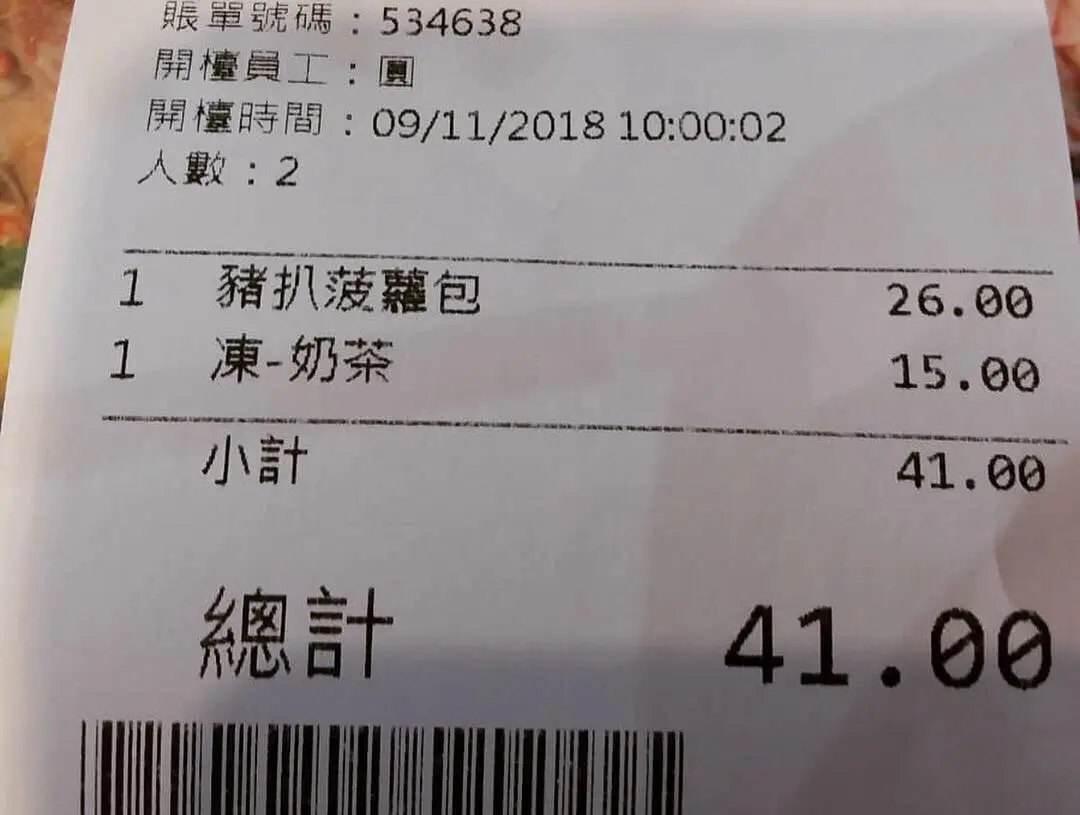 賬單號碼：534638
開檯員工：圓
開檯時間：09/11/2018 10:00:02
人數：2
1 豬扒菠蘿包 26.00
1 凍-奶茶 15.00
小計 41.00
總計 41.00